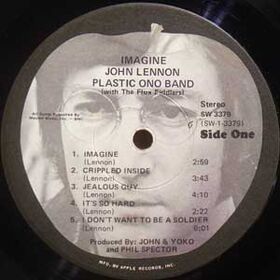 IMAGINE
JOHN LENNON
PLASTIC ONO BAND
(with The Flux Fiddlers)
Stereo
SW 3379
(SW-1-3379)
Side One
1. IMAGINE
(Lennon) 2:59
2. CRIPPLED INSIDE
(Lennon) 3:43
3. JEALOUS GUY
(Lennon) 4:10
4. IT'S SO HARD
(Lennon) 2:22
5. I DON'T WANT TO BE A SOLDIER
(Lennon) 6:01
Produced By: JOHN & YOKO
and PHIL SPECTOR
MFD. BY APPLE RECORDS, INC.